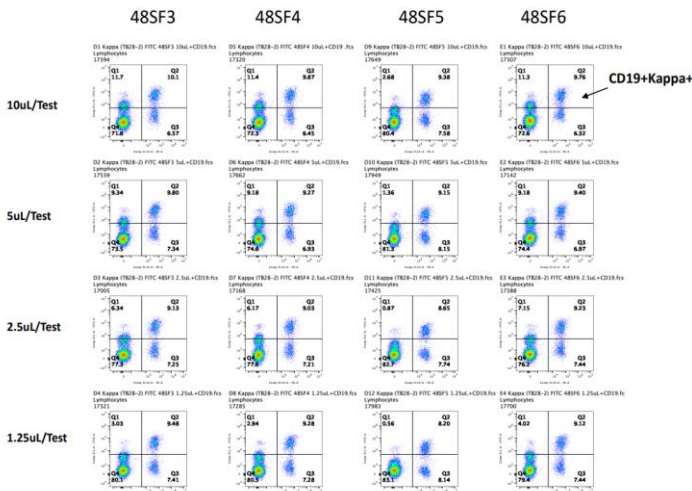 48SF3 48SF4 48SF5 48SF6
D1 Kappa (TB28-2) FITC 48SF3 10uL+CD19.fcs
Lymphocytes
17394
Q1 Q2
11.7 10.1
Q4 Q3
71.6 6.57
D5 Kappa (TB28-2) FITC 48SF4 10uL+CD19 .fcs
Lymphocytes
17320
Q1 Q2
11.4 9.87
Q4 Q3
72.3 6.45
D9 Kappa (TB28-2) FITC 48SF5 10uL+CD19.fcs
Lymphocytes
17649
Q1 Q2
2.68 9.38
Q4 Q3
80.4 7.58
E1 Kappa (TB28-2) FITC 48SF6 10uL+CD19.fcs
Lymphocytes
17307
Q1 Q2
11.3 9.76
Q4 Q3
72.6 6.32
CD19+Kappa+
10uL/Test
D2 Kappa (TB28-2) FITC 48SF3 5uL+CD19.fcs
Lymphocytes
17539
Q1 Q2
9.34 9.80
Q4 Q3
73.5 7.34
D6 Kappa (TB28-2) FITC 48SF4 5uL+CD19.fcs
Lymphocytes
17662
Q1 Q2
9.18 9.27
Q4 Q3
74.6 6.93
D10 Kappa (TB28-2) FITC 48SF5 5uL+CD19.fcs
Lymphocytes
17949
Q1 Q2
1.36 9.15
Q4 Q3
81.3 8.15
E2 Kappa (TB28-2) FITC 48SF6 5uL+CD19.fcs
Lymphocytes
17142
Q1 Q2
9.18 9.40
Q4 Q3
74.4 6.97
5uL/Test
D3 Kappa (TB28-2) FITC 48SF3 2.5uL+CD19.fcs
Lymphocytes
Q1 Q2
6.34 9.13
Q4 Q3
77.3 7.25
D7 Kappa (TB28-2) FITC 48SF4 2.5uL+CD19.fcs
Lymphocytes
17168
Q1 Q2
6.17 9.03
Q4 Q3
77.6 7.21
D11 Kappa (TB28-2) FITC 48SF5 2.5uL+CD19.fcs
Lymphocytes
17425
Q1 Q2
0.87 8.65
Q4 Q3
82.7 7.74
E3 Kappa (TB28-2) FITC 48SF6 2.5uL+CD19.fcs
Lymphocytes
17388
Q1 Q2
7.15 9.23
Q4 Q3
76.2 7.44
2.5uL/Test
D4 Kappa (TB28-2) FITC 48SF3 1.25uL+CD19.fcs
Lymphocytes
17321
Q1 Q2
3.03 9.48
Q4 Q3
80.1 7.41
D8 Kappa (TB28-2) FITC 48SF4 1.25uL+CD19.fcs
Lymphocytes
17285
Q1 Q2
2.94 9.28
Q4 Q3
80.5 7.28
D12 Kappa (TB28-2) FITC 48SF5 1.25uL+CD19.fcs
Lymphocytes
17983
Q1 Q2
0.56 8.20
Q4 Q3
83.1 8.14
E4 Kappa (TB28-2) FITC 48SF6 1.25uL+CD19.fc
Lymphocytes
17700
Q1 Q2
4.02 9.12
Q4 Q3
79.4 7.44
1.25uL/Test